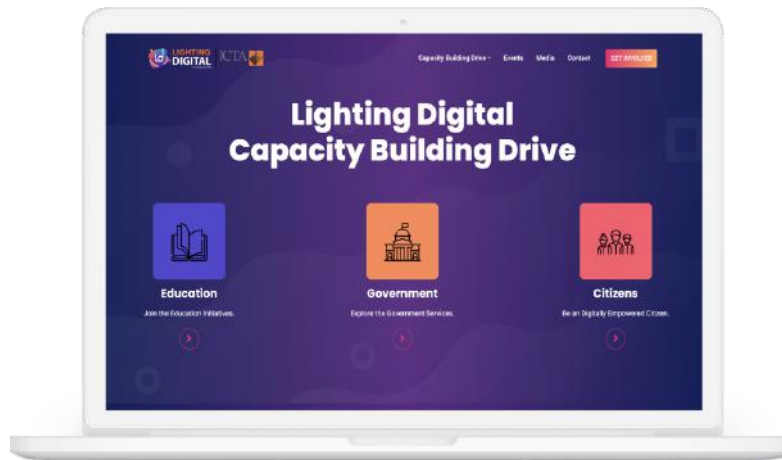 LIGHTING
DIGITAL
ICTA
Capacity Building Drive
Events
Media
Contact
GET INVOLVED
Lighting Digital
Capacity Building Drive
Education
Government
Citizens
Join the Education Initiatives.
Explore the Government Services.
Be an Digitally Empowered Citizen.